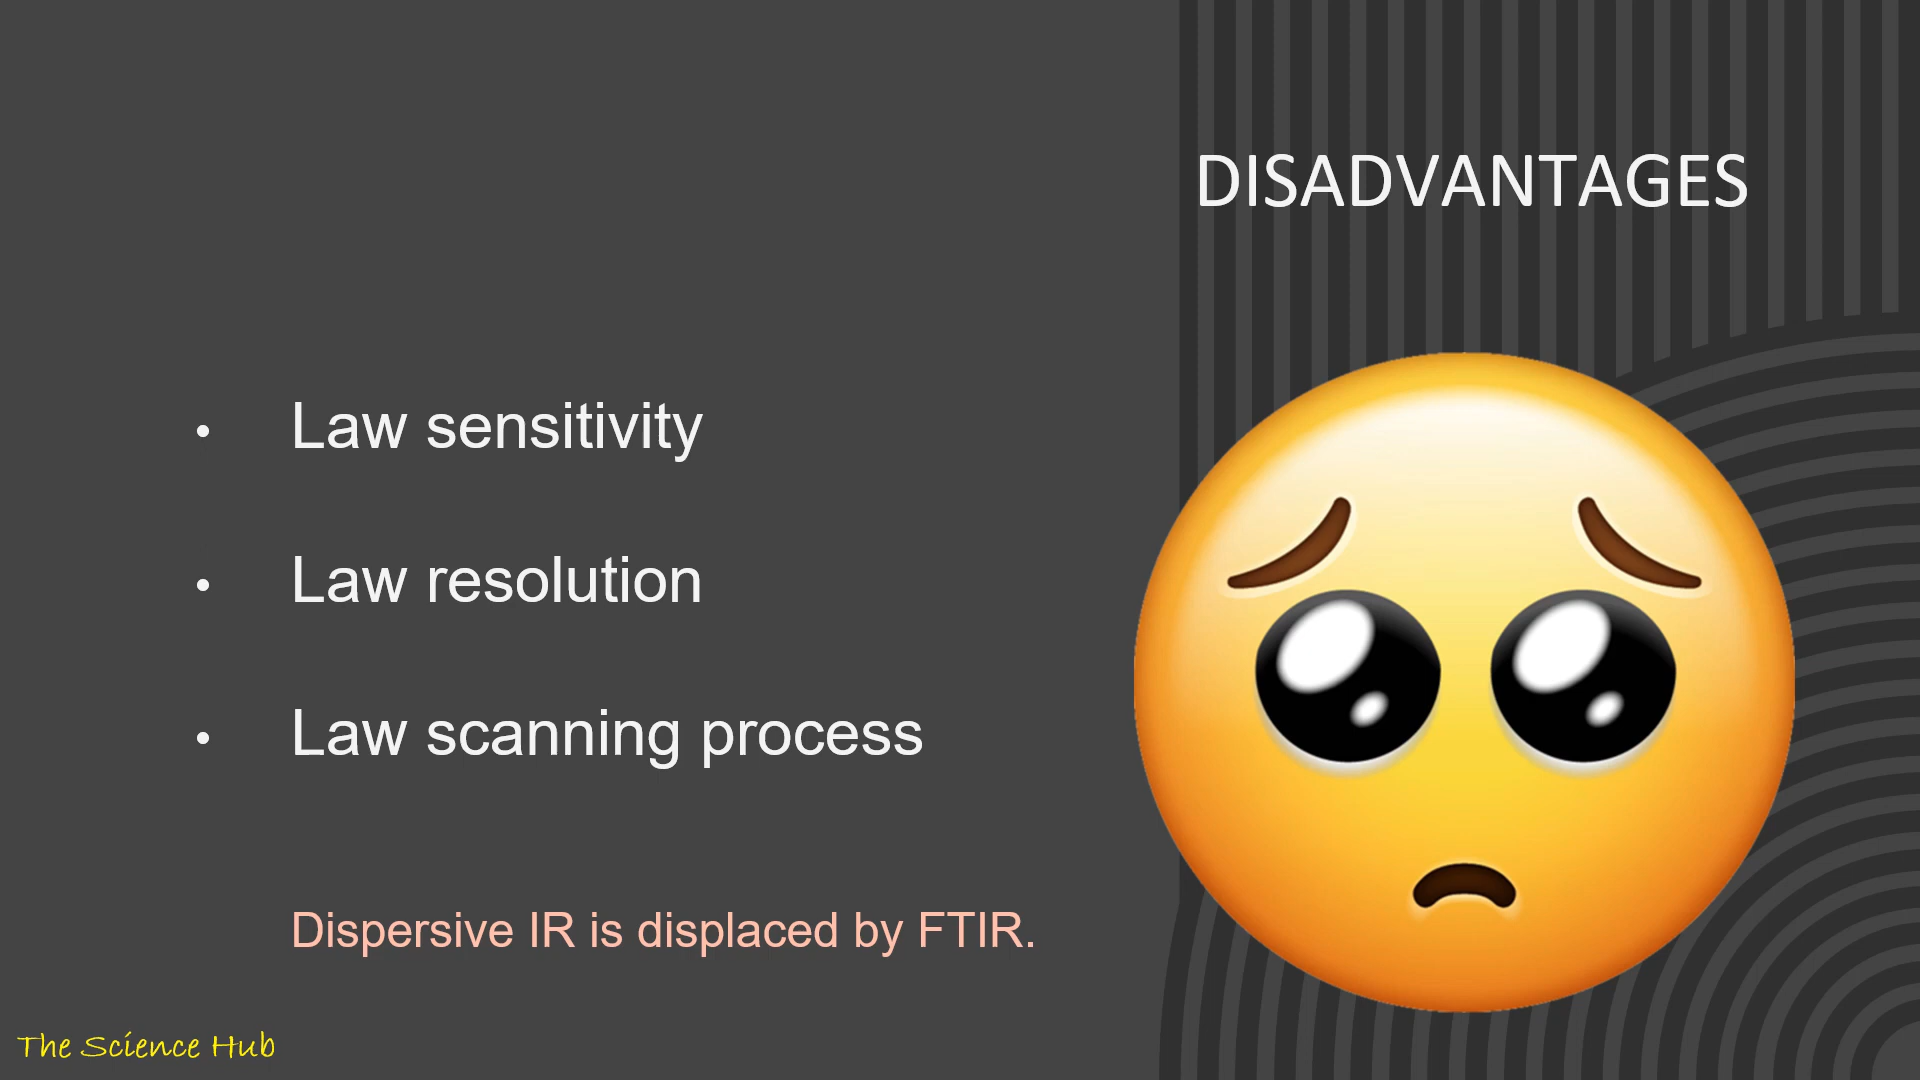 DISADVANTAGES
• Law sensitivity
• Law resolution
• Law scanning process
Dispersive IR is displaced by FTIR.
The Science Hub